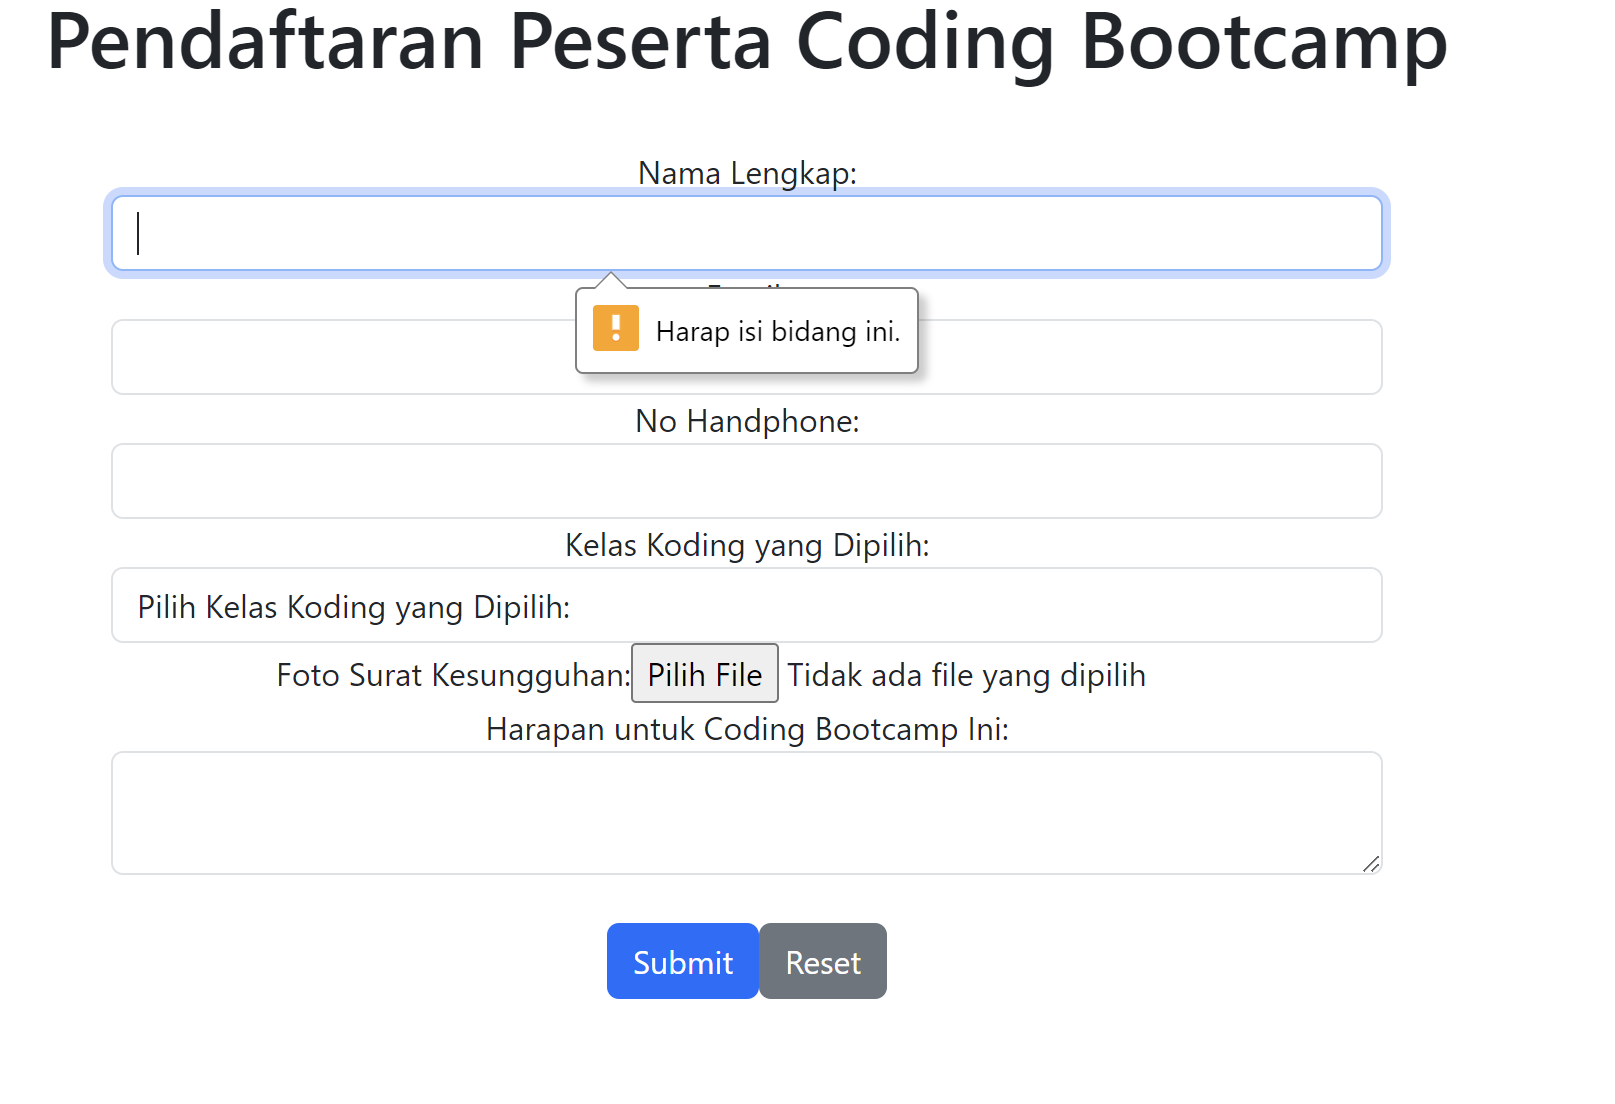 Pendaftaran Peserta Coding Bootcamp
Nama Lengkap:
Harap isi bidang ini.
No Handphone:
Kelas Koding yang Dipilih:
Pilih Kelas Koding yang Dipilih:
Foto Surat Kesungguhan: Pilih File Tidak ada file yang dipilih
Harapan untuk Coding Bootcamp Ini:
Submit Reset